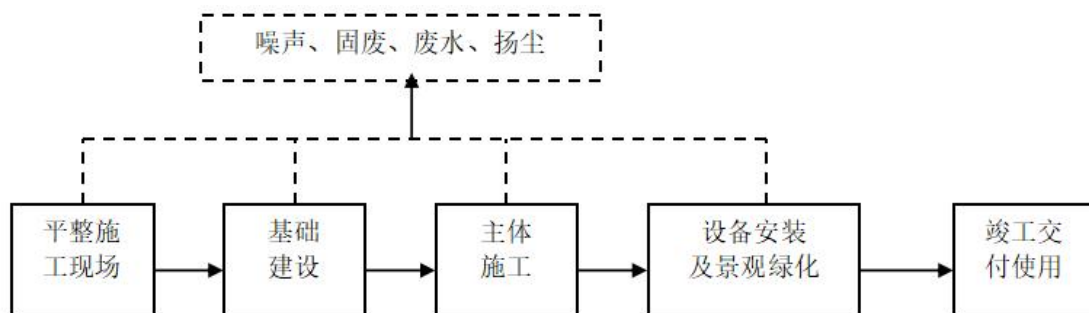 噪声、固废、废水、扬尘
平整施
工现场
基础
建设
主体
施工
设备安装
及景观绿化
竣工交
付使用